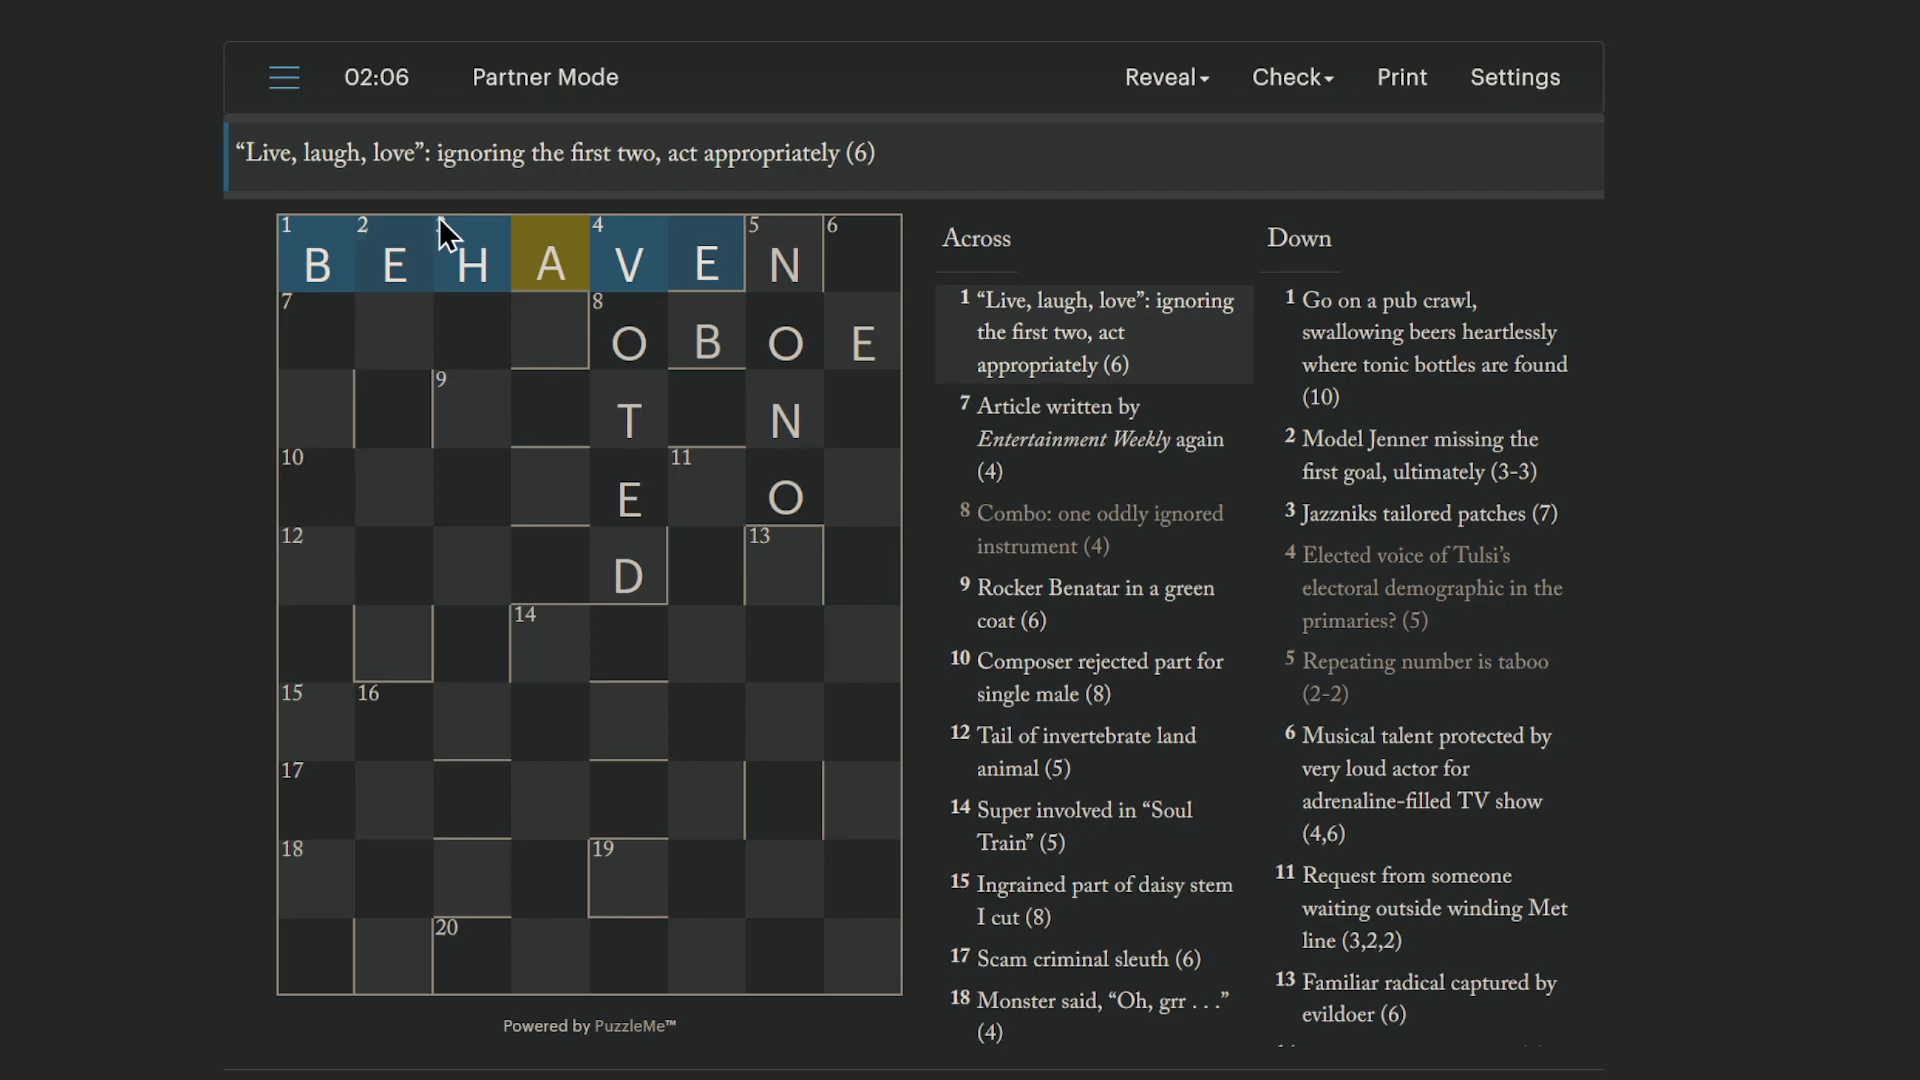 02:06 Partner Mode Reveal Check Print Settings
“Live, laugh, love”: ignoring the first two, act appropriately (6)
1 2 4 5 6
B E H A V E N
7 8
O B O E
9
T N
10 11
E O
12 13
D
14
15 16
17
18 19
20
Powered by PuzzleMe™
Across
1 “Live, laugh, love”: ignoring
the first two, act
appropriately (6)
7 Article written by
Entertainment Weekly again
(4)
8 Combo: one oddly ignored
instrument (4)
9 Rocker Benatar in a green
coat (6)
10 Composer rejected part for
single male (8)
12 Tail of invertebrate land
animal (5)
14 Super involved in “Soul
Train” (5)
15 Ingrained part of daisy stem
I cut (8)
17 Scam criminal sleuth (6)
18 Monster said, “Oh, grr . . .”
(4)
Down
1 Go on a pub crawl,
swallowing beers heartlessly
where tonic bottles are found
(10)
2 Model Jenner missing the
first goal, ultimately (3-3)
3 Jazzniks tailored patches (7)
4 Elected voice of Tulsi’s
electoral demographic in the
primaries? (5)
5 Repeating number is taboo
(2-2)
6 Musical talent protected by
very loud actor for
adrenaline-filled TV show
(4,6)
11 Request from someone
waiting outside winding Met
line (3,2,2)
13 Familiar radical captured by
evildoer (6)